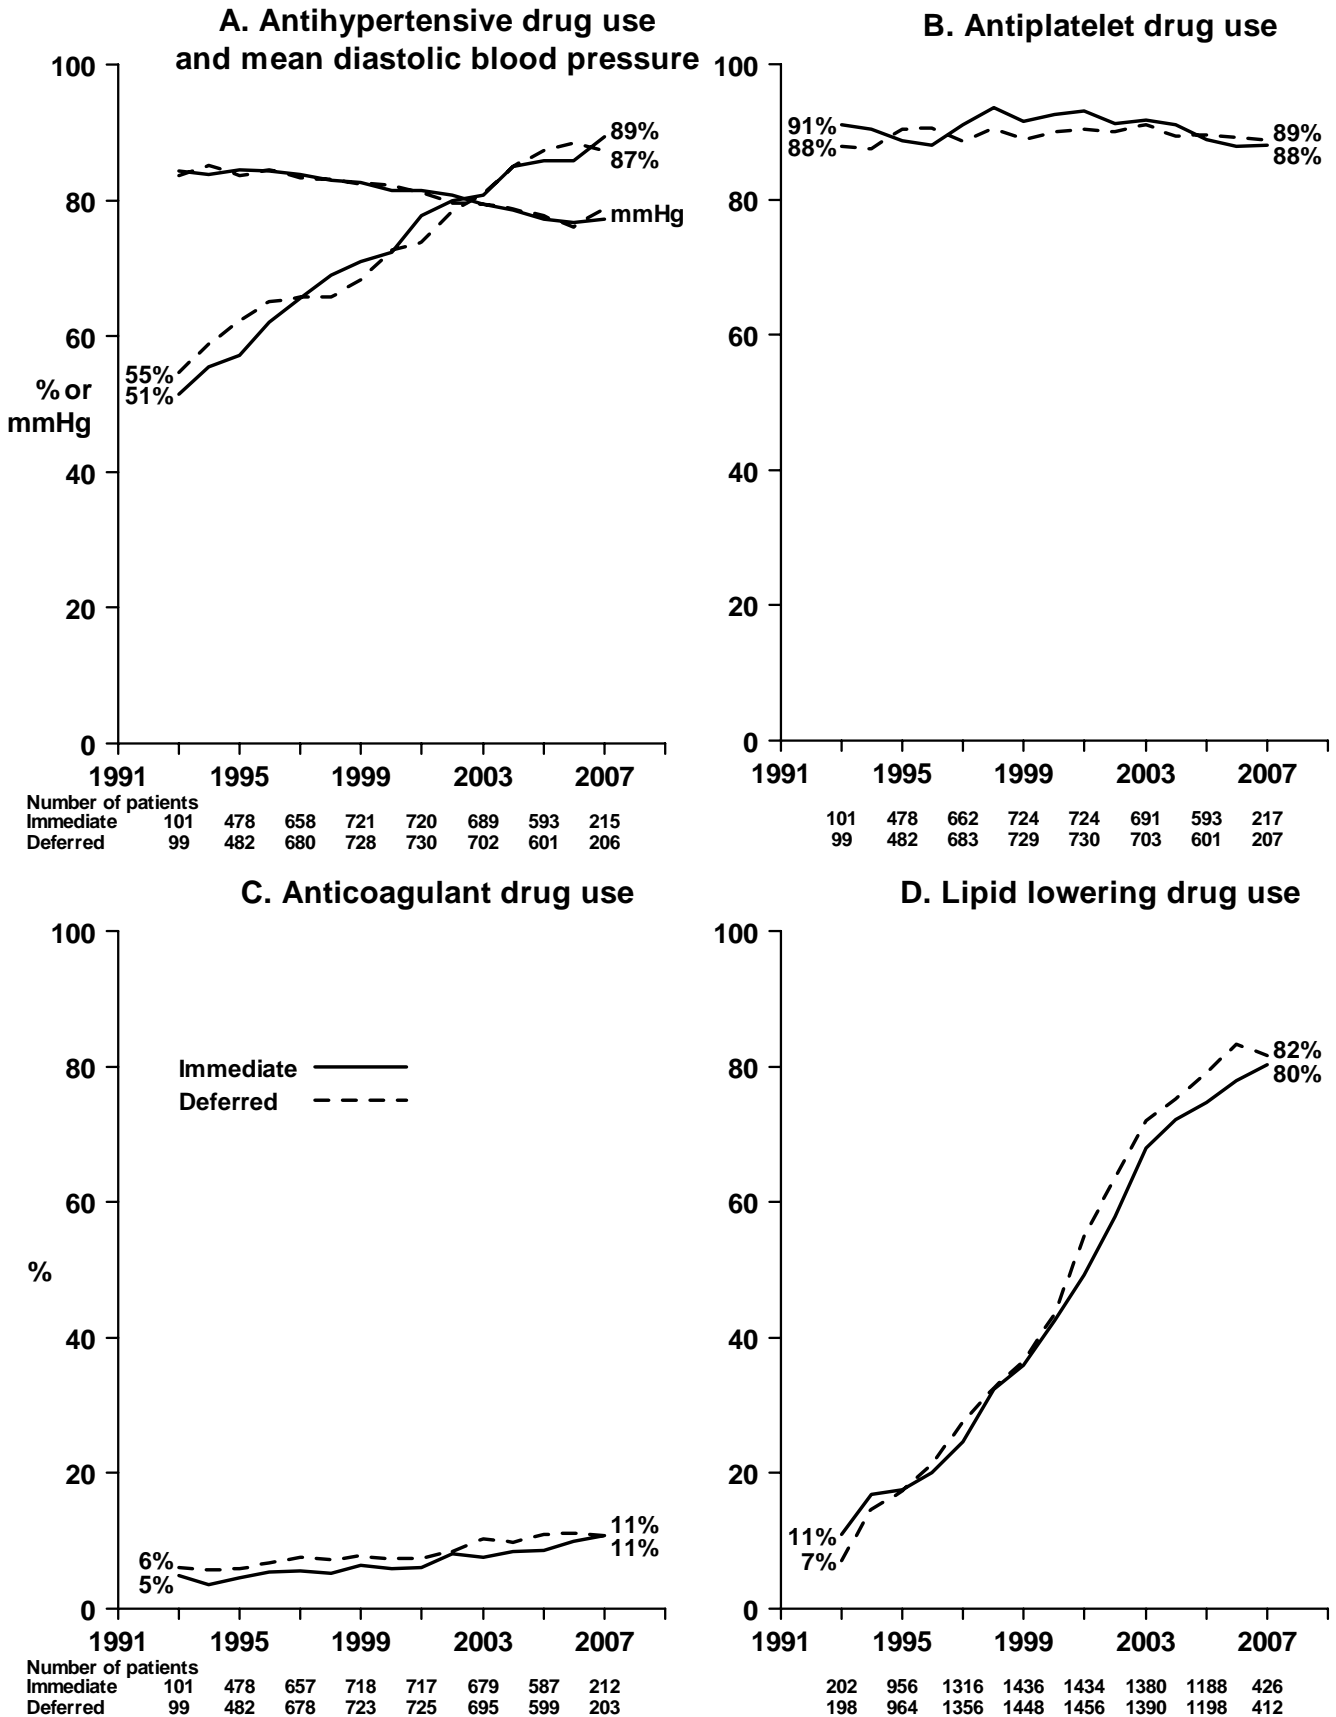 A. Antihypertensive drug use
and mean diastolic blood pressure
100
80
60
40
20
0
% or
mmHg
55%
51%
89%
87%
mmHg
1991 1995 1999 2003 2007
Number of patients
Immediate 101 478 658 721 720 689 593 215
Deferred 99 482 680 728 730 702 601 206
B. Antiplatelet drug use
100
80
60
40
20
0
91%
88%
89%
88%
1991 1995 1999 2003 2007
101 478 662 724 724 691 593 217
99 482 683 729 730 703 601 207
C. Anticoagulant drug use
100
80
60
40
20
0
%
Immediate
Deferred
6%
5%
11%
11%
1991 1995 1999 2003 2007
Number of patients
Immediate 101 478 657 718 717 679 587 212
Deferred 99 482 678 723 725 695 599 203
D. Lipid lowering drug use
100
80
60
40
20
0
11%
7%
82%
80%
1991 1995 1999 2003 2007
202 956 1316 1436 1434 1380 1188 426
198 964 1356 1448 1456 1390 1198 412